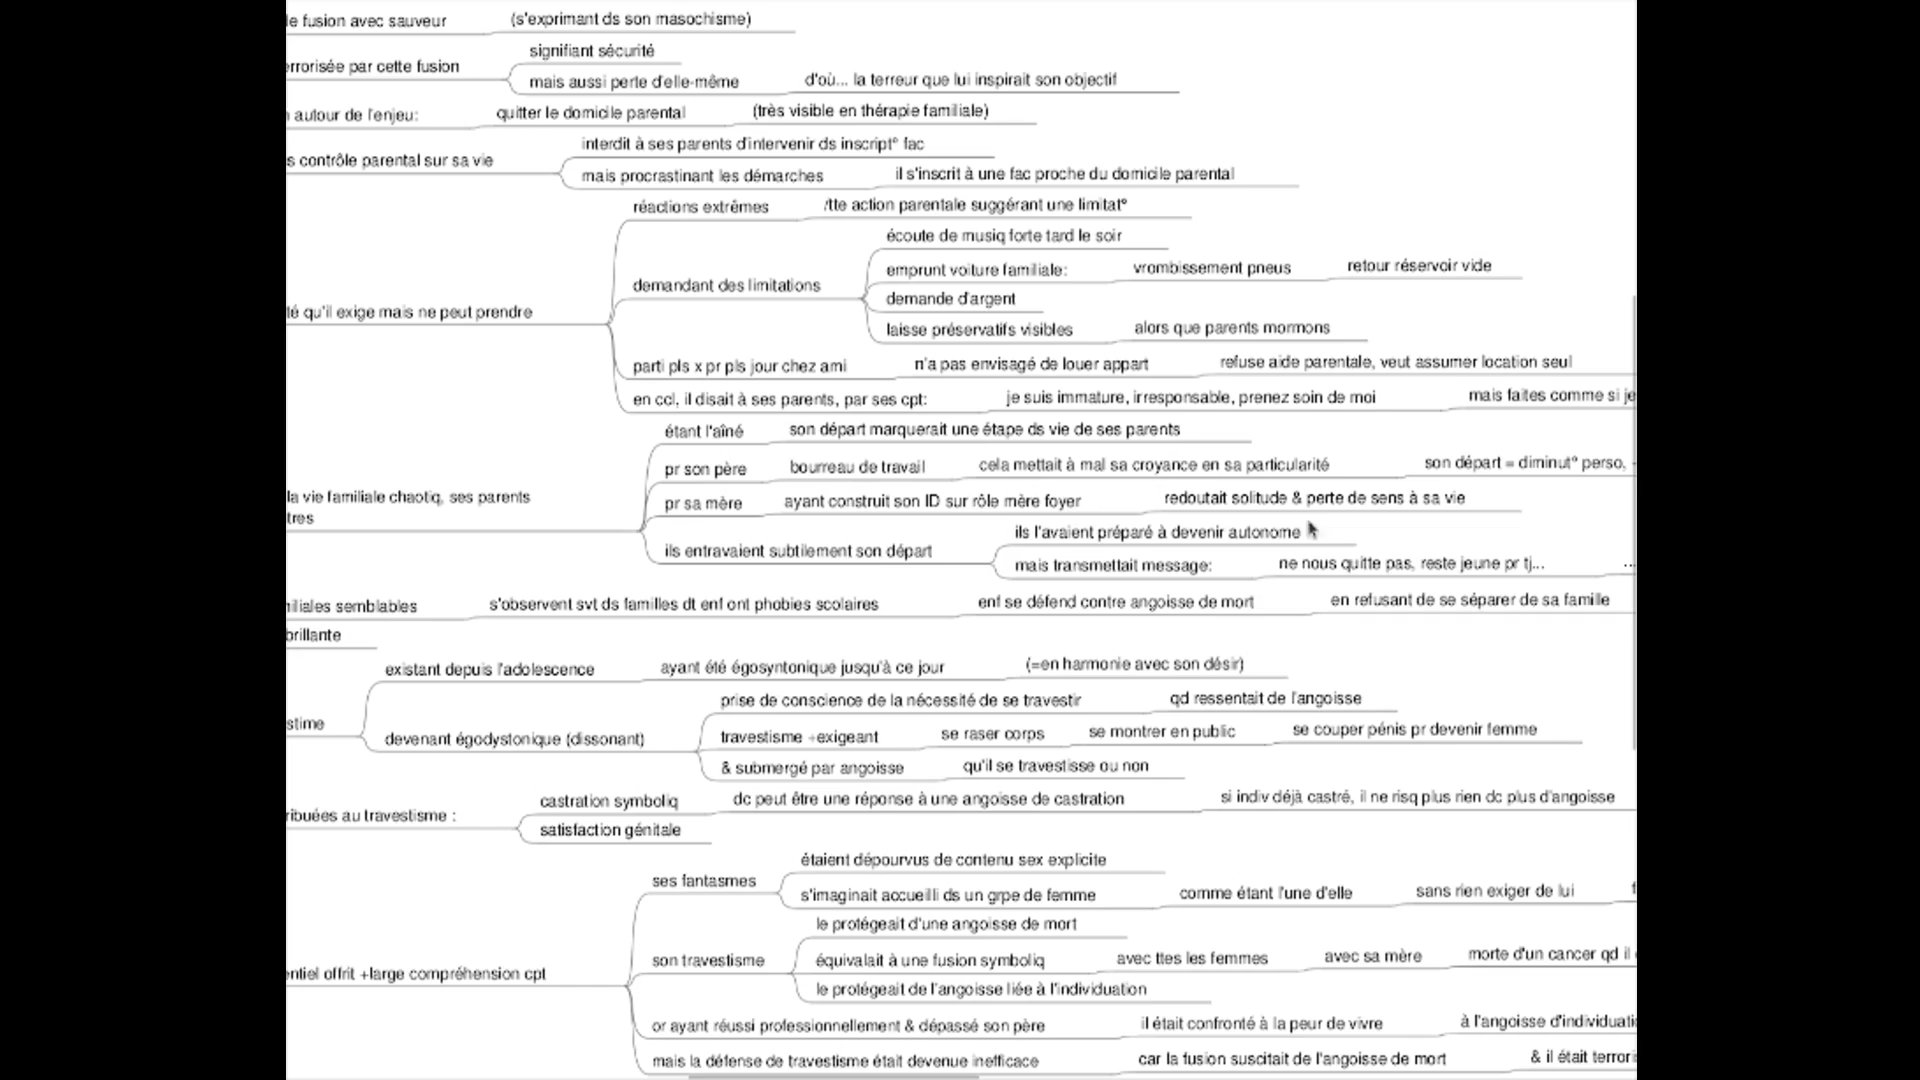 fusion avec sauveur (s'exprimant ds son masochisme)
par cette fusion
signifiant sécurité
mais aussi perte d'elle-même d'où... la terreur que lui inspirait son objectif
autour de l'enjeu: quitter le domicile parental (très visible en thérapie familiale)
contrôle parental sur sa vie
interdit à ses parents d'intervenir ds inscript° fac
mais procrastinant les démarches il s'inscrit à une fac proche du domicile parental
qu'il exige mais ne peut prendre
réactions extrêmes /tte action parentale suggérant une limitat°
demandant des limitations
écoute de musiq forte tard le soir
emprunt voiture familiale: vrombissement pneus retour réservoir vide
demande d'argent
laisse préservatifs visibles alors que parents mormons
parti pls x pr pls jour chez ami n'a pas envisagé de louer appart refuse aide parentale, veut assumer location seul
en ccl, il disait à ses parents, par ses cpt: je suis immature, irresponsable, prenez soin de moi mais faites comme si je
la vie familiale chaotiq, ses parents
étant l'aîné son départ marquerait une étape ds vie de ses parents
pr son père bourreau de travail cela mettait à mal sa croyance en sa particularité son départ = diminut° perso,
pr sa mère ayant construit son ID sur rôle mère foyer redoutait solitude & perte de sens à sa vie
ils entravaient subtilement son départ
ils l'avaient préparé à devenir autonome
mais transmettait message: ne nous quitte pas, reste jeune pr tj... ...
semblables s'observent svt ds familles dt enf ont phobies scolaires enf se défend contre angoisse de mort en refusant de se séparer de sa famille
brillante
existant depuis l'adolescence ayant été égosyntonique jusqu'à ce jour (=en harmonie avec son désir)
devenant égodystonique (dissonant)
prise de conscience de la nécessité de se travestir qd ressentait de l'angoisse
travestisme +exigeant se raser corps se montrer en public se couper pénis pr devenir femme
& submergé par angoisse qu'il se travestisse ou non
au travestisme :
castration symboliq dc peut être une réponse à une angoisse de castration si indiv déjà castré, il ne risq plus rien dc plus d'angoisse
satisfaction génitale
ses fantasmes
étaient dépourvus de contenu sex explicite
s'imaginait accueilli ds un grpe de femme comme étant l'une d'elle sans rien exiger de lui
offrit +large compréhension cpt
son travestisme
le protégeait d'une angoisse de mort
équivalait à une fusion symboliq avec ttes les femmes avec sa mère morte d'un cancer qd il
le protégeait de l'angoisse liée à l'individuation
or ayant réussi professionnellement & dépassé son père il était confronté à la peur de vivre à l'angoisse
mais la défense de travestisme était devenue inefficace car la fusion suscitait de l'angoisse de mort & il était